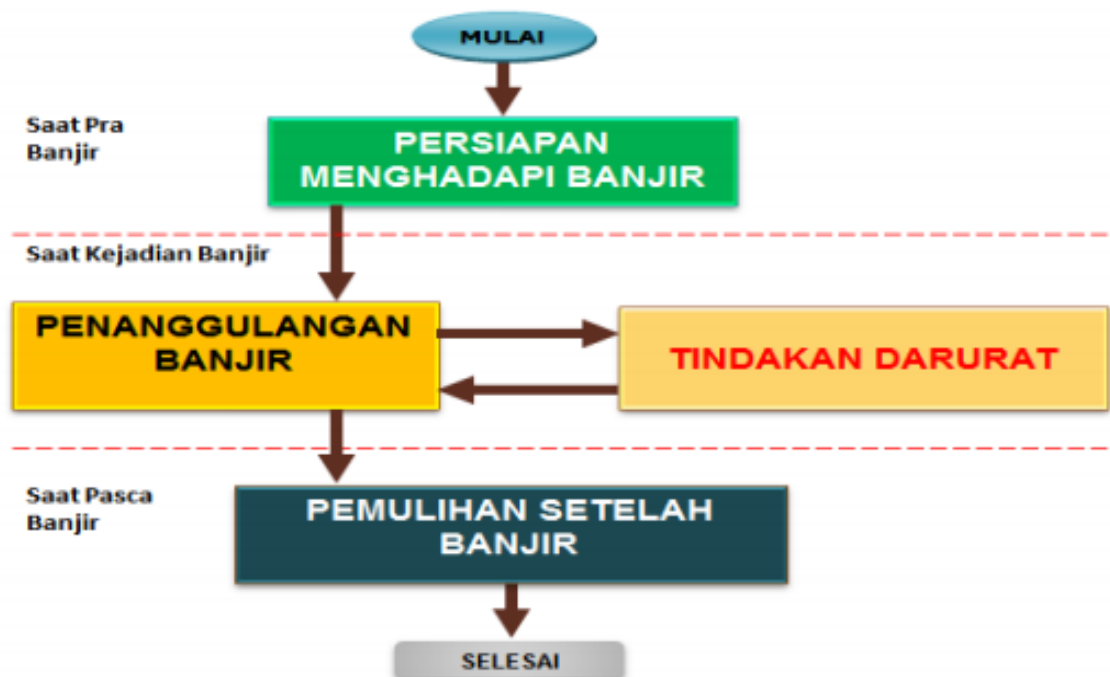 MULAI
Saat Pra
Banjir
PERSIAPAN
MENGHADAPI BANJIR
Saat Kejadian Banjir
PENANGGULANGAN
BANJIR
TINDAKAN DARURAT
Saat Pasca
Banjir
PEMULIHAN SETELAH
BANJIR
SELESAI